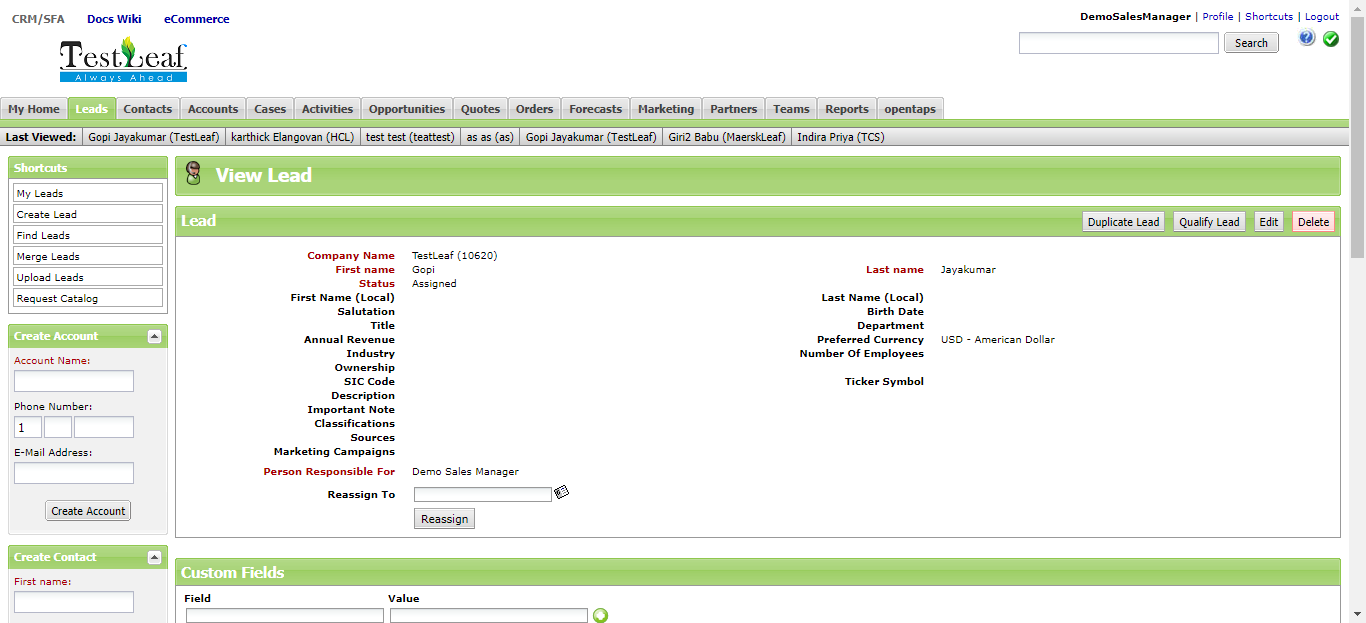 CRM/SFA Docs Wiki eCommerce
DemoSalesManager | Profile | Shortcuts | Logout
TestLeaf
Always Ahead
Search
My Home Leads Contacts Accounts Cases Activities Opportunities Quotes Orders Forecasts Marketing Partners Teams Reports opentaps
Last Viewed: Gopi Jayakumar (TestLeaf) karthick Elangovan (HCL) test test (teattest) as as (as) Gopi Jayakumar (TestLeaf) Giri2 Babu (MaerskLeaf) Indira Priya (TCS)
Shortcuts
My Leads
Create Lead
Find Leads
Merge Leads
Upload Leads
Request Catalog
Create Account
Account Name:
Phone Number:
1
E-Mail Address:
Create Account
Create Contact
First name:
View Lead
Lead
Duplicate Lead Qualify Lead Edit Delete
Company Name TestLeaf (10620)
First name Gopi Last name Jayakumar
Status Assigned
First Name (Local) Last Name (Local)
Salutation Birth Date
Title Department
Annual Revenue Preferred Currency USD - American Dollar
Industry Number Of Employees
Ownership
SIC Code Ticker Symbol
Description
Important Note
Classifications
Sources
Marketing Campaigns
Person Responsible For Demo Sales Manager
Reassign To
Reassign
Custom Fields
Field Value